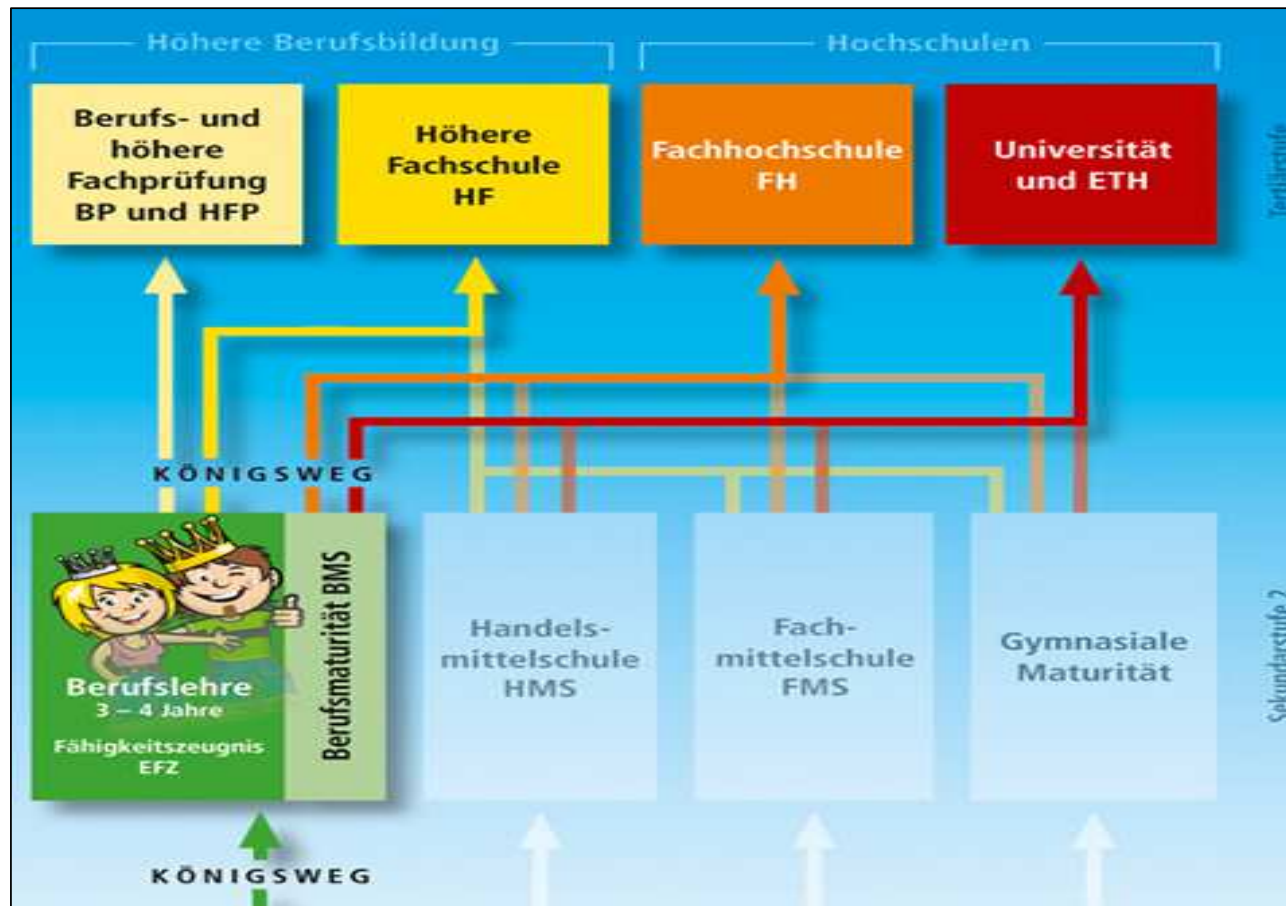 Höhere Berufsbildung
Hochschulen
Berufs- und
höhere
Fachprüfung
BP und HFP
Höhere
Fachschule
HF
Fachhochschule
FH
Universität
und ETH
Tertiärstufe
KÖNIGSWEG
Berufslehre
3 – 4 Jahre
Fähigkeitszeugnis
EFZ
Berufsmaturität BMS
Handels-
mittelschule
HMS
Fach-
mittelschule
FMS
Gymnasiale
Maturität
Sekundarstufe 2
KÖNIGSWEG